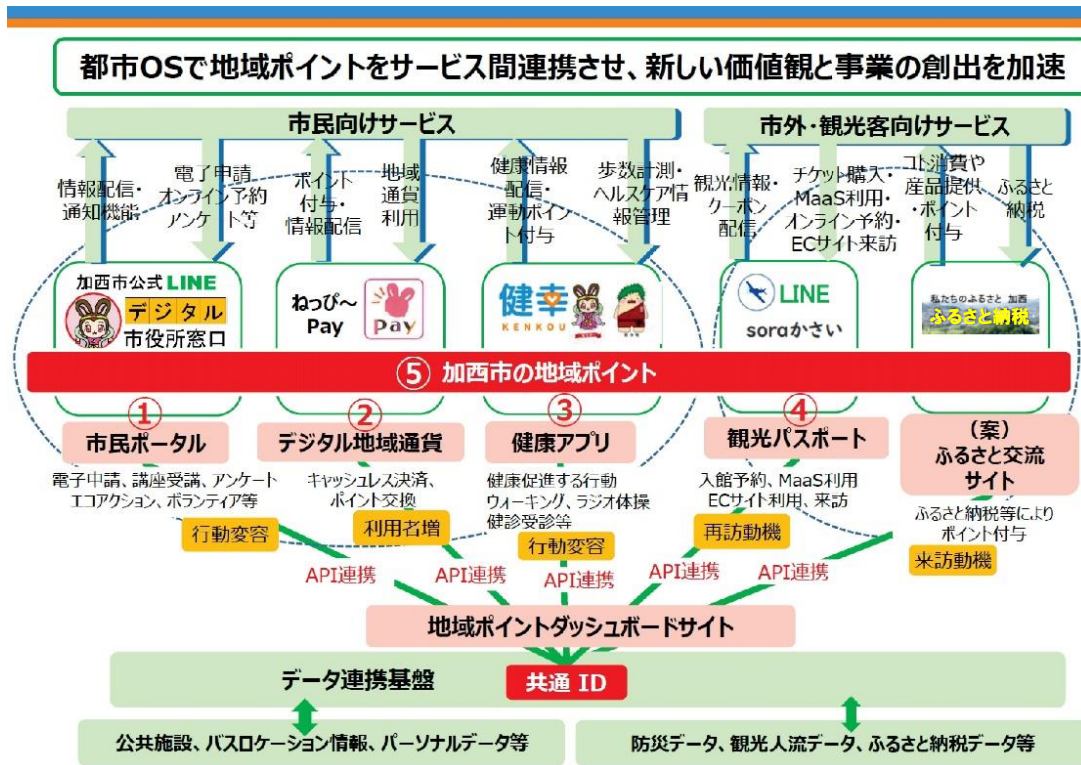 都市OSで地域ポイントをサービス間連携させ、新しい価値観と事業の創出を加速
市民向けサービス
市外・観光客向けサービス
情報配信・
通知機能
電子申請
オンライン予約
アンケート等
ポイント
付与・
情報配信
地域
通貨
利用
健康情報
配信・
運動ポイン
ト付与
歩数計測・
ヘルスケア情
報管理
観光情報・
クーポン
配信
チケット購入・
MaaS利用・
オンライン予約・
ECサイト来訪
コト消費や
産品提供
・ポイント
付与
ふるさと
納税
加西市公式 LINE
デジタル
市役所窓口
ねっぴ~
Pay
pay
健幸
KENKOU
LINE
soraかさい
私たちのふるさと 加西
ふるさと納税
⑤ 加西市の地域ポイント
①
市民ポータル
電子申請、講座受講、アンケート
エコアクション、ボランティア等
行動変容
②
デジタル地域通貨
キャッシュレス決済、
ポイント交換
利用者増
③
健康アプリ
健康促進する行動
ウォーキング、ラジオ体操
健診受診等
行動変容
④
観光パスポート
入館予約、MaaS利用
ECサイト利用、来訪
再訪動機
(案)
ふるさと交流
サイト
ふるさと納税等により
ポイント付与
来訪動機
API連携
API連携
API連携
API連携
API連携
地域ポイントダッシュボードサイト
データ連携基盤
共通 ID
公共施設、バスロケーション情報、パーソナルデータ等
防災データ、観光人流データ、ふるさと納税データ等